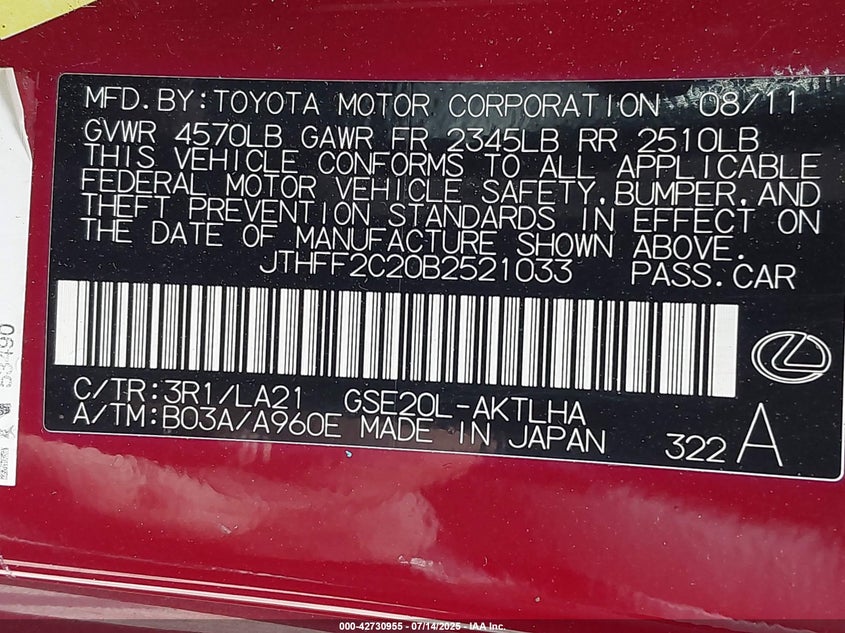 MFD.BY:TOYOTA MOTOR CORPORATION 08/11
GVWR 4570LB GAWR FR 2345LB RR 2510LB
THIS VEHICLE CONFORMS TO ALL APPLICABLE
FEDERAL MOTOR VEHICLE SAFETY,BUMPER,AND
THEFT PREVENTION STANDARDS IN EFFECT ON
THE DATE OF MANUFACTURE SHOWN ABOVE.
JTHFF2C20B2521033 PASS.CAR
C/TR:3R1/LA21 GSE20L-AKTLHA
A/TM:B03A/A960E MADE IN JAPAN 322 A
000-42730955 - 07/14/2025 - IAA Inc.